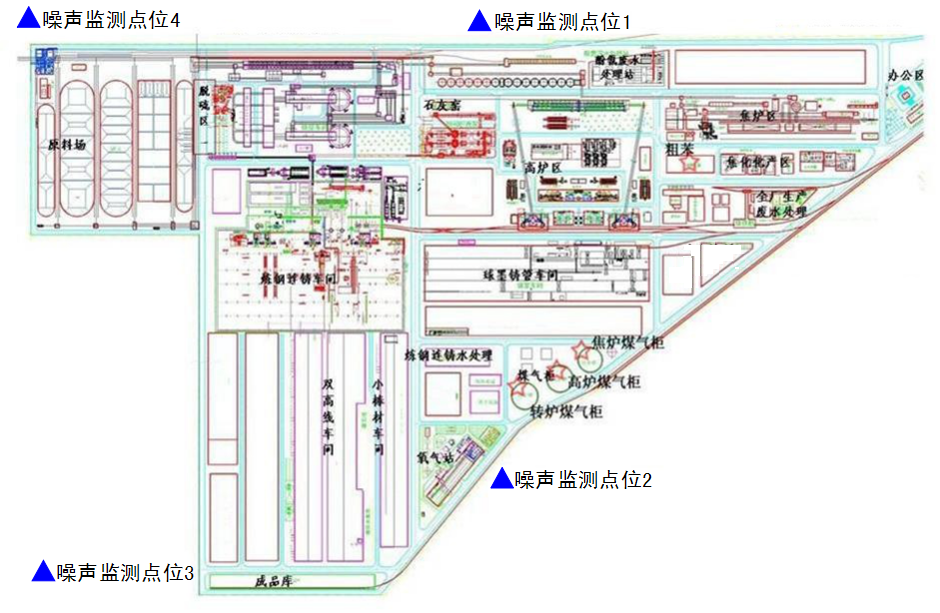 噪声监测点位4
噪声监测点位1
酚氰废水
处理站
办公区
脱硫区
石灰窑
焦炉区
原料场
粗苯
焦化化产区
高炉区
全厂生产
废水处理
球墨铸管车间
炼钢连铸车间
焦炉煤气柜
炼钢连铸水处理
煤气柜
高炉煤气柜
双高线车间
小棒材车间
转炉煤气柜
氧气站
噪声监测点位2
噪声监测点位3
成品库